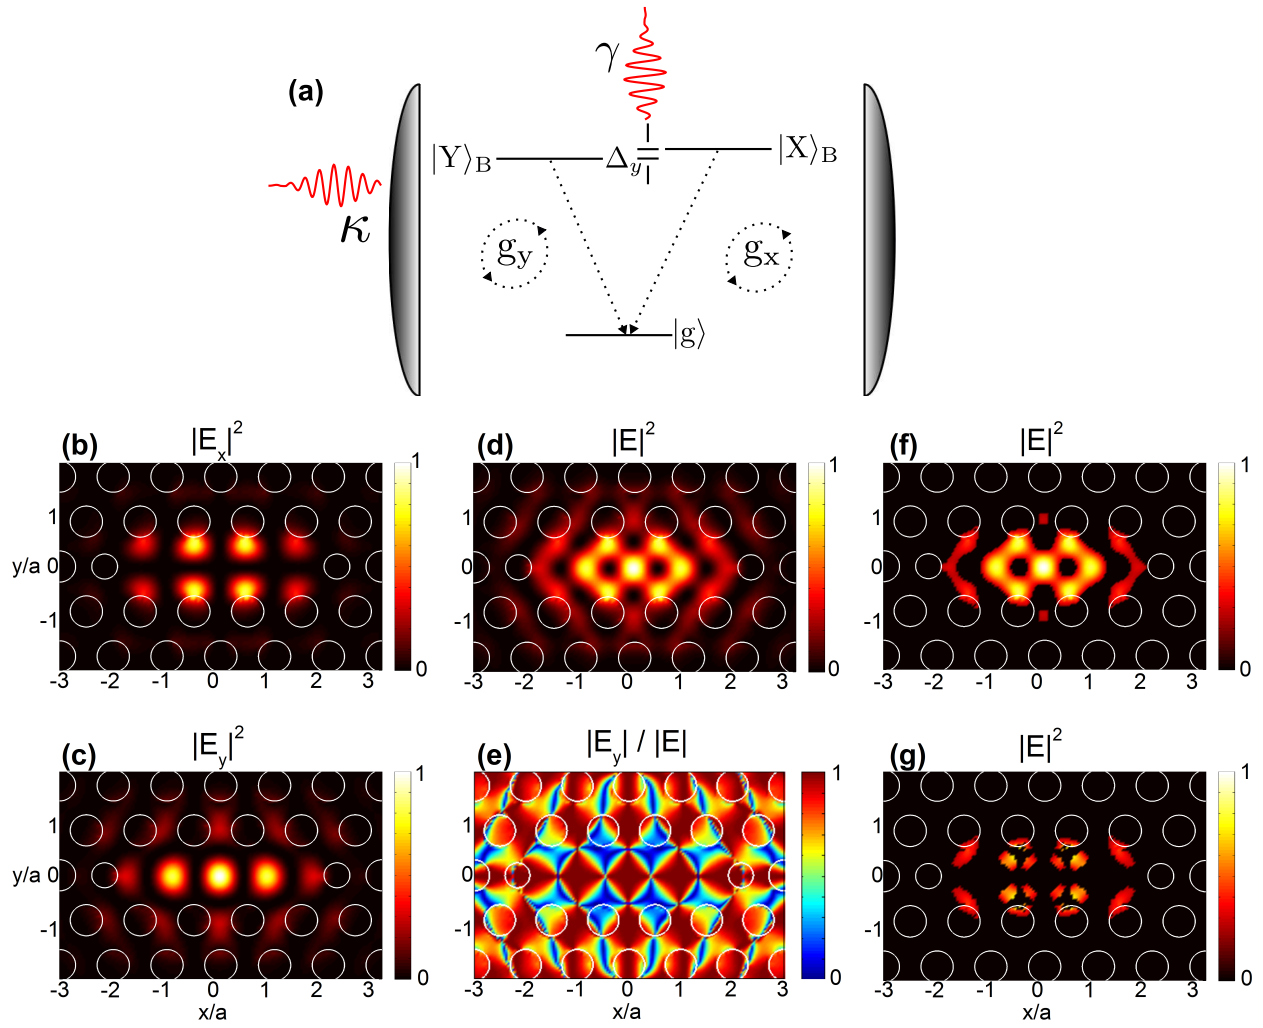 (a)
γ
|Y⟩B
Δy
|X⟩B
κ
gy
gx
|g⟩
(b)
|Ex|²
1
0
1
y/a 0
-1
-3 -2 -1 0 1 2 3
(d)
|E|²
1
0
1
0
-1
-3 -2 -1 0 1 2 3
(f)
|E|²
1
0
1
0
-1
-3 -2 -1 0 1 2 3
(c)
|Ey|²
1
0
1
y/a 0
-1
-3 -2 -1 0 1 2 3
x/a
(e)
|Ey| / |E|
1
0
1
0
-1
-3 -2 -1 0 1 2 3
x/a
(g)
|E|²
1
0
1
0
-1
-3 -2 -1 0 1 2 3
x/a